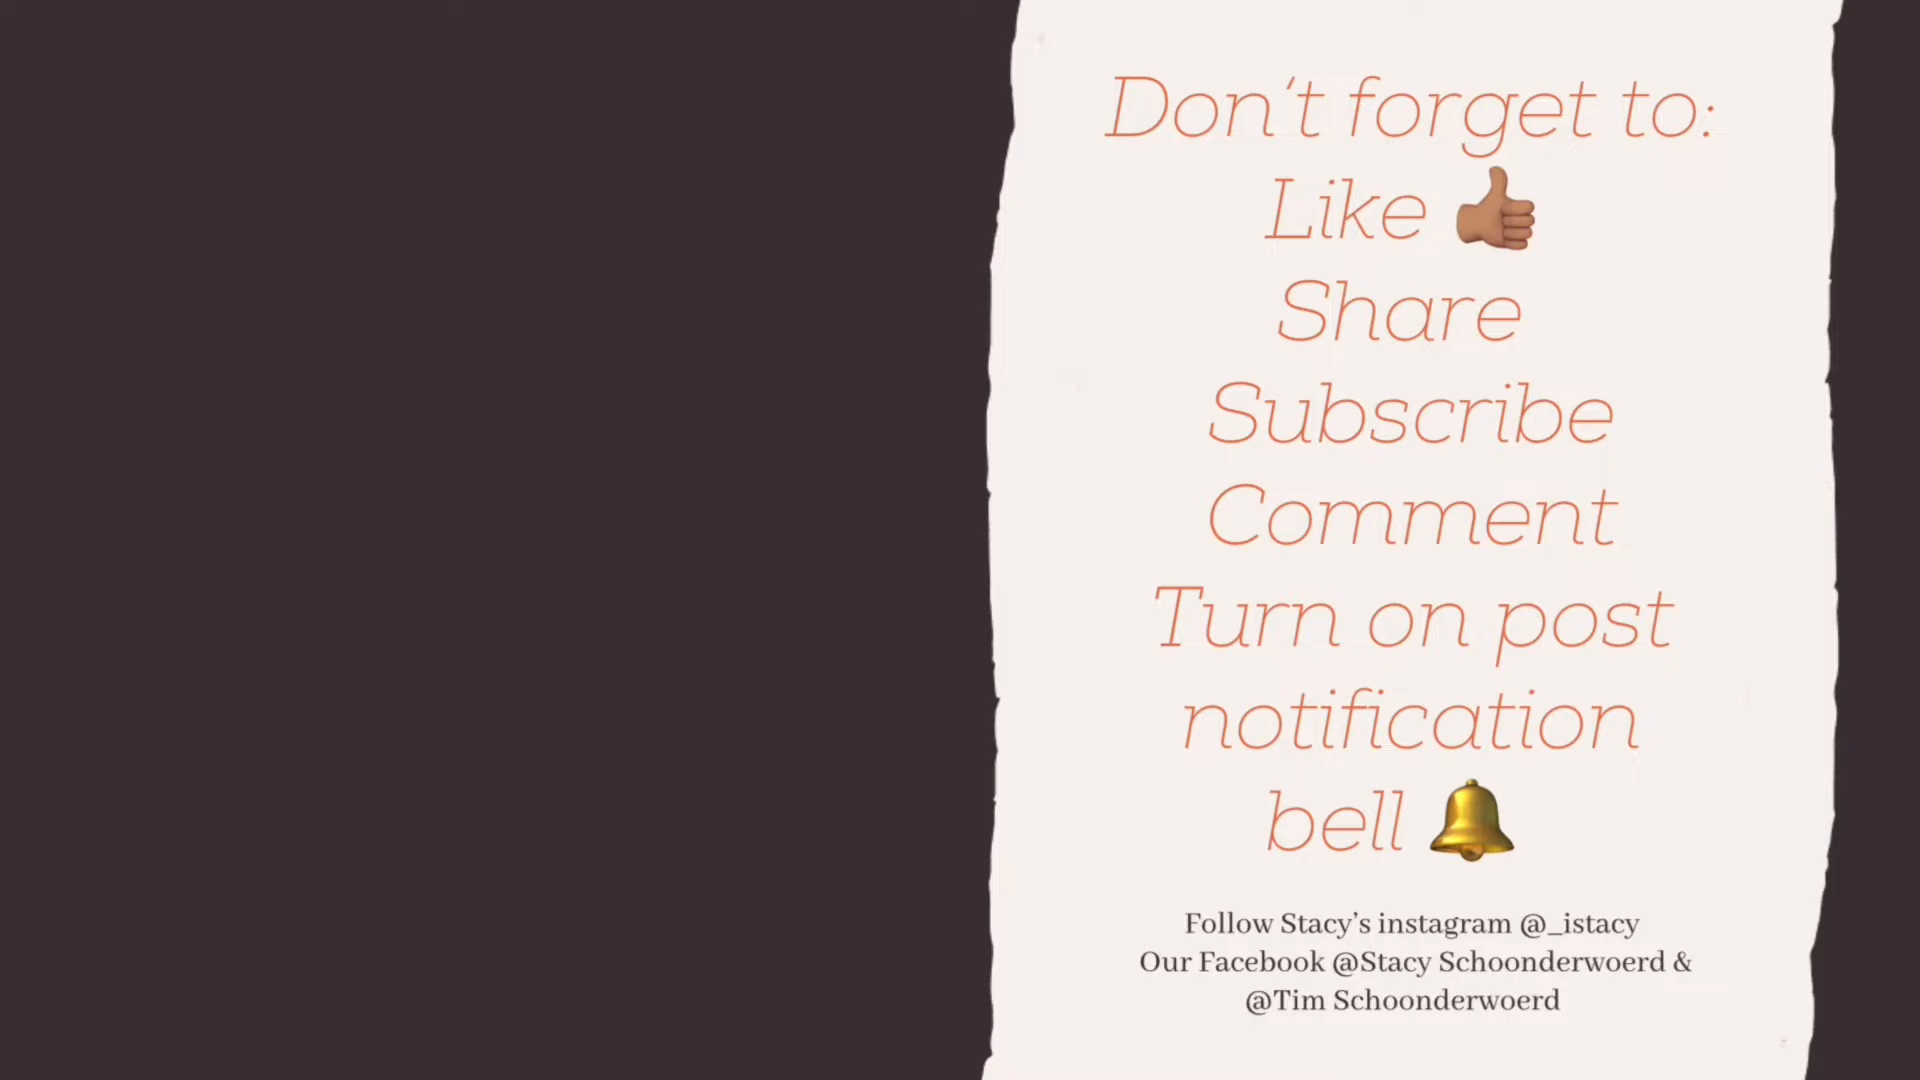 Don't forget to:
Like 👍🏽
Share
Subscribe
Comment
Turn on post
notification
bell 🔔
Follow Stacy’s instagram @_istacy
Our Facebook @Stacy Schoonderwoerd &
@Tim Schoonderwoerd